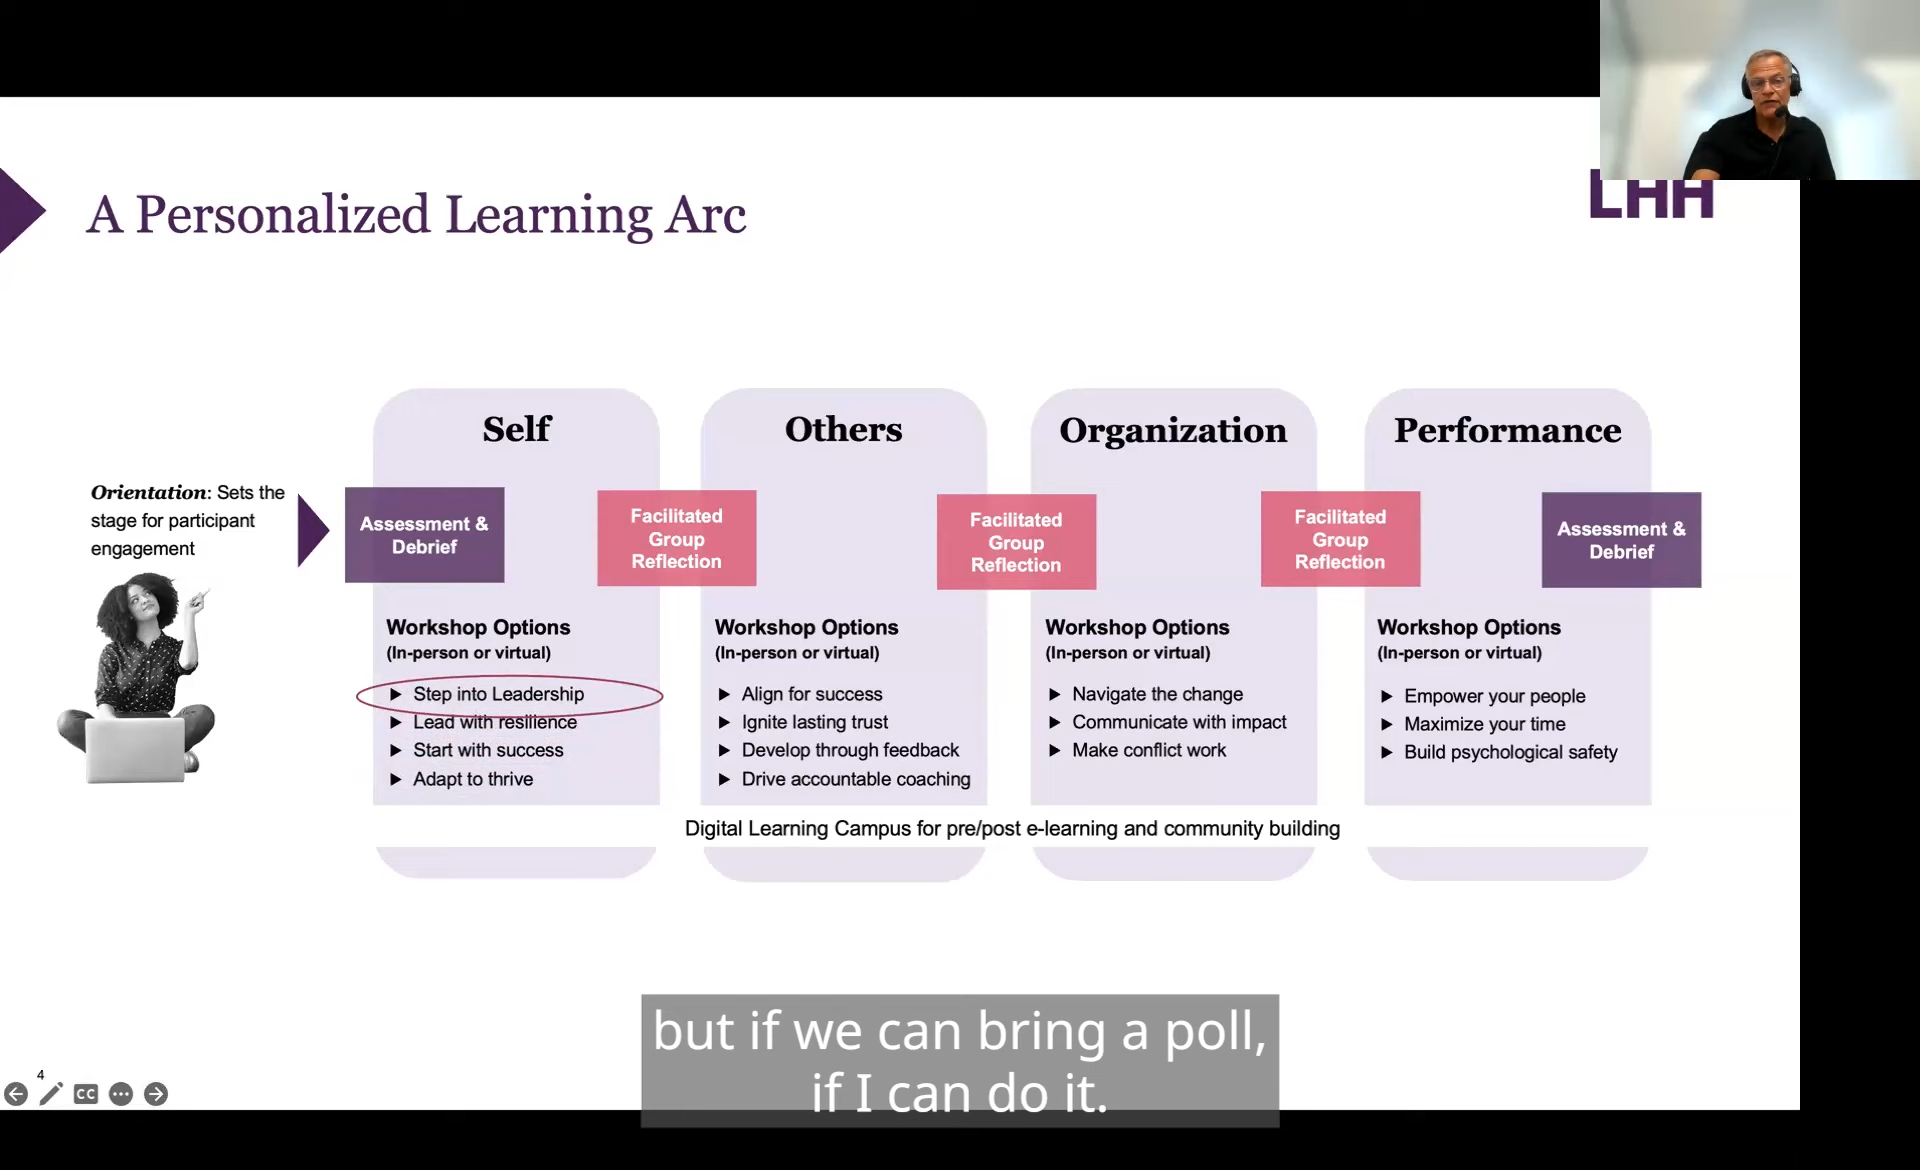 LHH
A Personalized Learning Arc
Orientation: Sets the
stage for participant
engagement
Self
Assessment &
Debrief
Facilitated
Group
Reflection
Workshop Options
(In-person or virtual)
Step into Leadership
Lead with resilience
Start with success
Adapt to thrive
Others
Facilitated
Group
Reflection
Workshop Options
(In-person or virtual)
Align for success
Ignite lasting trust
Develop through feedback
Drive accountable coaching
Organization
Facilitated
Group
Reflection
Workshop Options
(In-person or virtual)
Navigate the change
Communicate with impact
Make conflict work
Performance
Assessment &
Debrief
Workshop Options
(In-person or virtual)
Empower your people
Maximize your time
Build psychological safety
Digital Learning Campus for pre/post e-learning and community building
but if we can bring a poll,
if I can do it.
4
CC